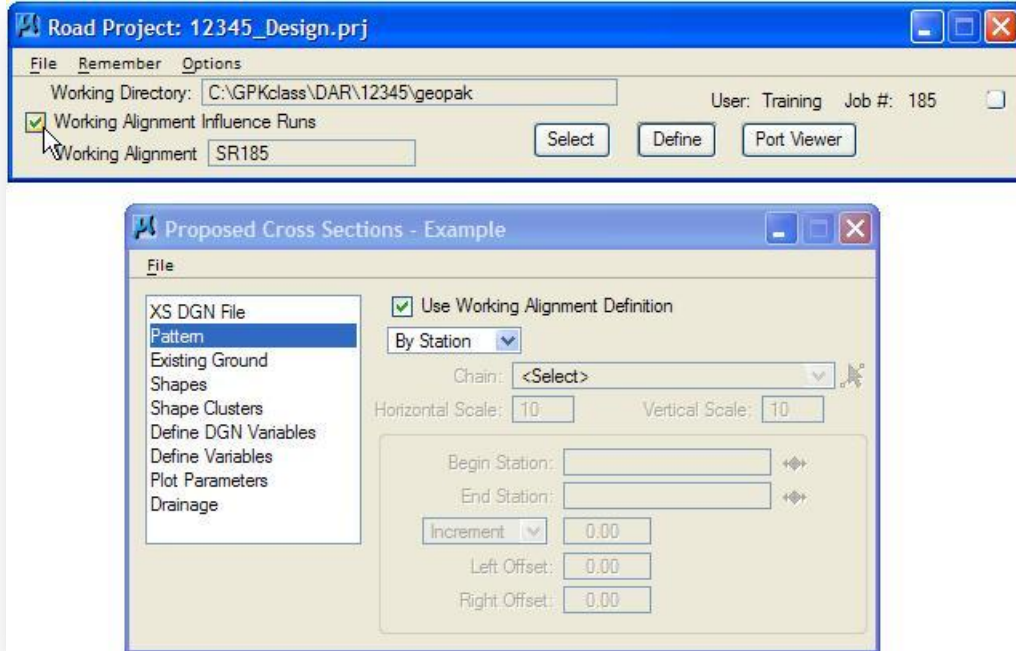 Road Project: 12345_Design.prj
File Remember Options
Working Directory: C:\GPKclass\DAR\12345\geopak User: Training Job #: 185
Working Alignment Influence Runs
Working Alignment SR185 Select Define Port Viewer
Proposed Cross Sections - Example
File
XS DGN File
Pattern
Existing Ground
Shapes
Shape Clusters
Define DGN Variables
Define Variables
Plot Parameters
Drainage
Use Working Alignment Definition
By Station
Chain: <Select>
Horizontal Scale: 10 Vertical Scale: 10
Begin Station:
End Station:
Increment 0.00
Left Offset: 0.00
Right Offset: 0.00